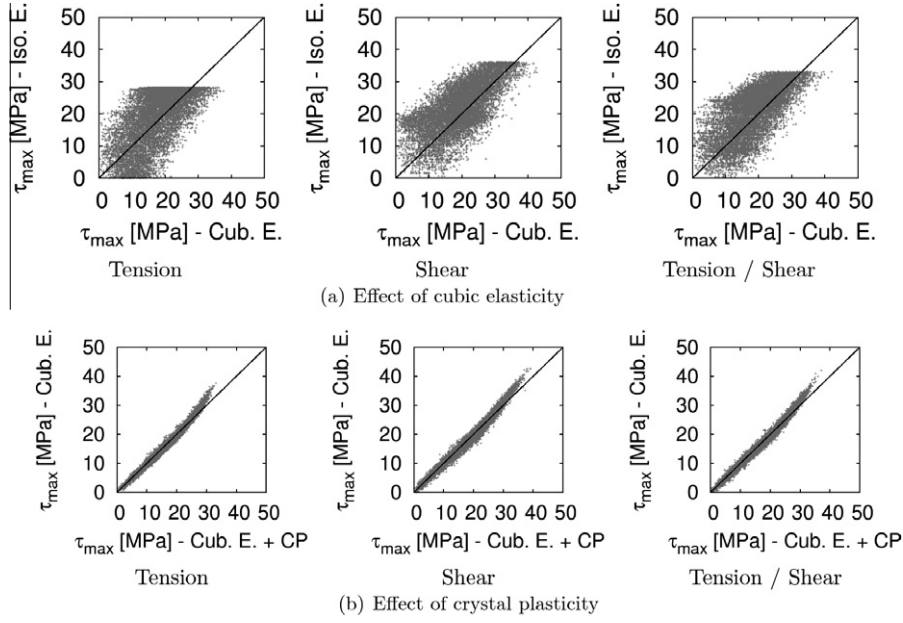 τmax [MPa] - Iso. E.
50
40
30
20
10
0
0 10 20 30 40 50
τmax [MPa] - Cub. E.
Tension
τmax [MPa] - Iso. E.
50
40
30
20
10
0
0 10 20 30 40 50
τmax [MPa] - Cub. E.
Shear
τmax [MPa] - Iso. E.
50
40
30
20
10
0
0 10 20 30 40 50
τmax [MPa] - Cub. E.
Tension / Shear
(a) Effect of cubic elasticity
τmax [MPa] - Cub. E.
50
40
30
20
10
0
0 10 20 30 40 50
τmax [MPa] - Cub. E. + CP
Tension
τmax [MPa] - Cub. E.
50
40
30
20
10
0
0 10 20 30 40 50
τmax [MPa] - Cub. E. + CP
Shear
τmax [MPa] - Cub. E.
50
40
30
20
10
0
0 10 20 30 40 50
τmax [MPa] - Cub. E. + CP
Tension / Shear
(b) Effect of crystal plasticity